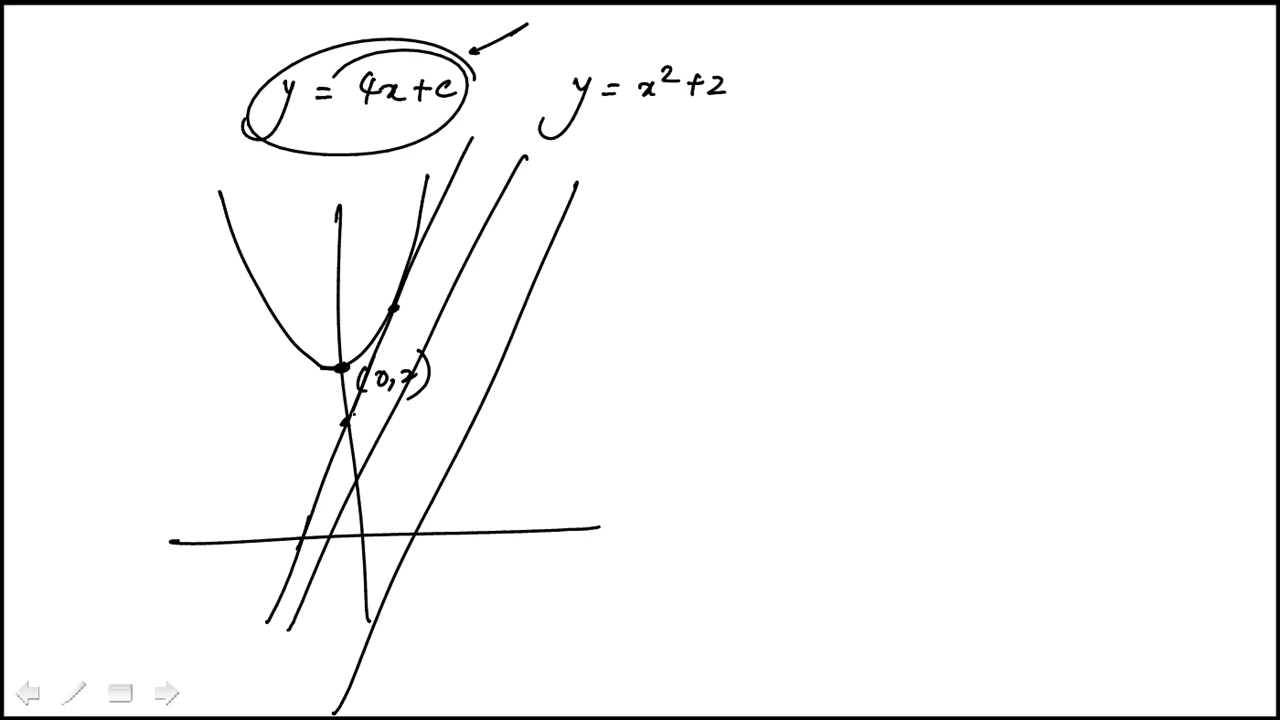 y = 4x+c
y = x²+2
(0,2)